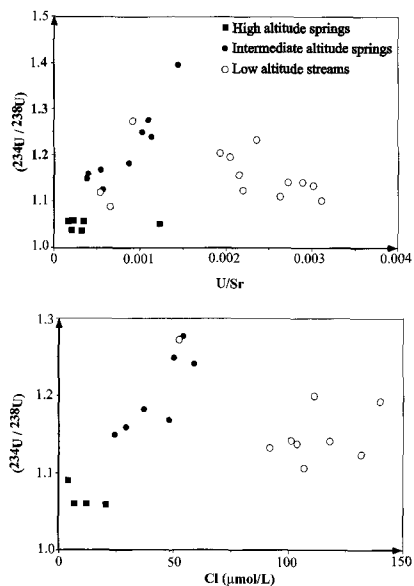 1.5
■ High altitude springs
● Intermediate altitude springs
○ Low altitude streams
1.4
1.3
1.2
1.1
1.0
(234U / 238U)
0 0.001 0.002 0.003 0.004
U/Sr
1.3
1.2
1.1
1.0
(234U / 238U)
0 50 100 150
Cl (µmol/L)